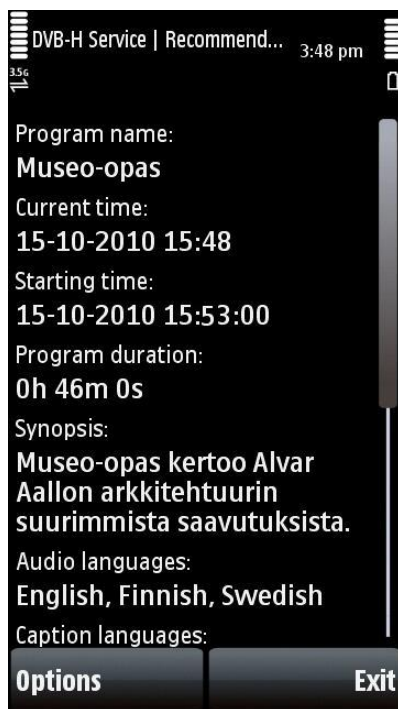 DVB-H Service | Recommend...
3:48 pm
3.5G
Program name:
Museo-opas
Current time:
15-10-2010 15:48
Starting time:
15-10-2010 15:53:00
Program duration:
0h 46m 0s
Synopsis:
Museo-opas kertoo Alvar
Aallon arkkitehtuurin
suurimmista saavutuksista.
Audio languages:
English, Finnish, Swedish
Caption languages:
Options
Exit